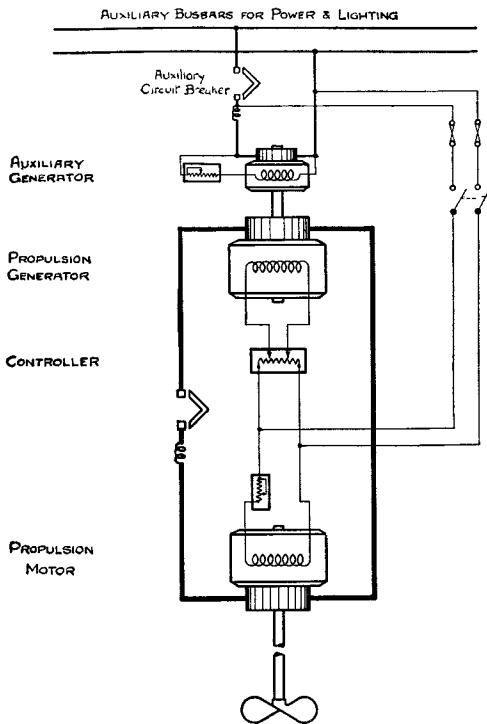 AUXILIARY BUSBARS FOR POWER & LIGHTING
Auxiliary
Circuit Breaker
AUXILIARY
GENERATOR
PROPULSION
GENERATOR
CONTROLLER
PROPULSION
MOTOR